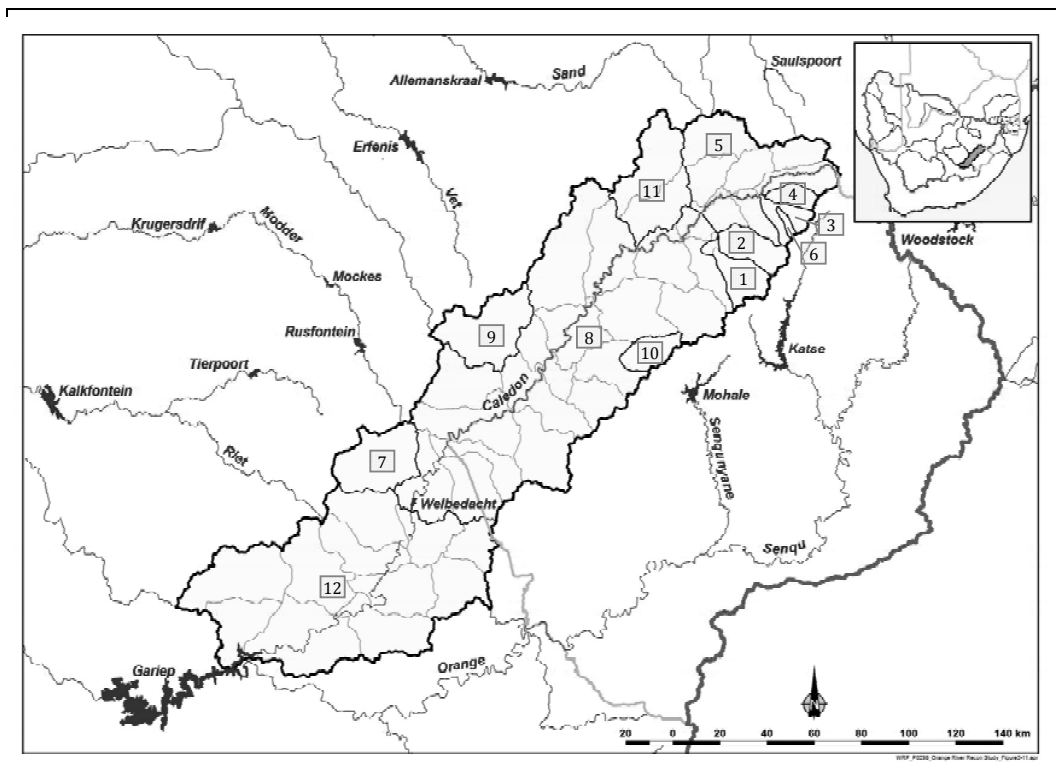 Saulspoort
Allemanskraal
Sand
5
Erfenis
4
11
Vet
3
Krugersdrif
Modder
2
Woodstock
6
1
Mockes
Rusfontein
9
8
10
Katse
Tierpoort
Kalkfontein
Caledon
Mohale
Senqunyane
Riet
7
Welbedacht
Senqu
12
Gariep
Orange
N
20 0 20 40 60 80 100 120 140 km